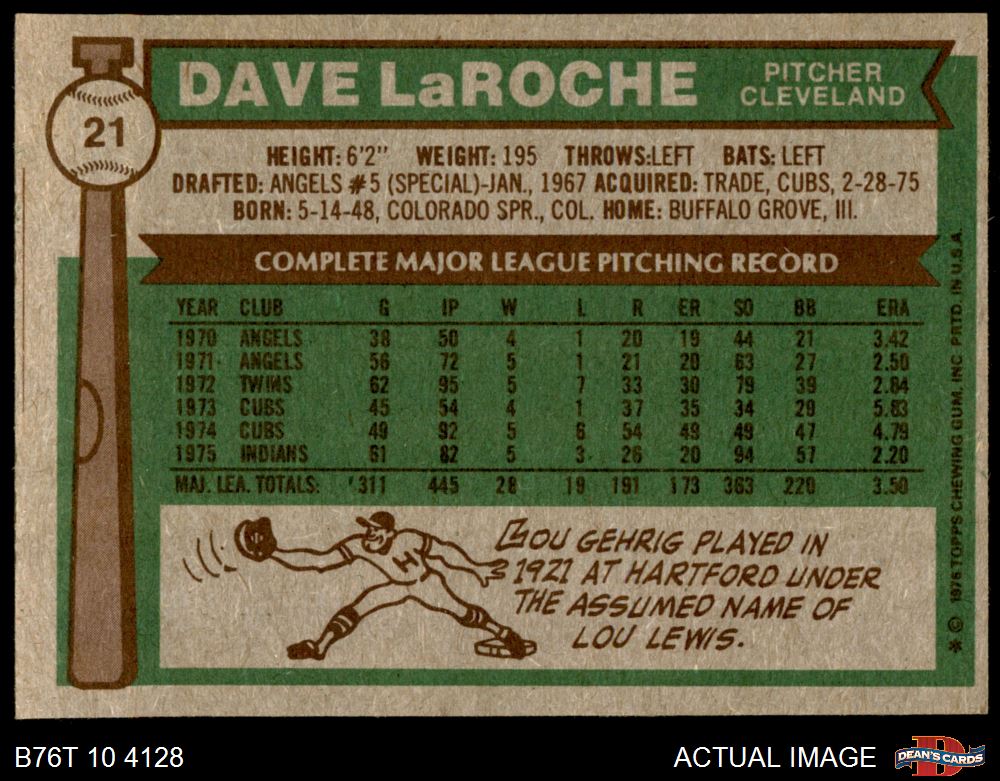 21
DAVE LaROCHE
PITCHER
CLEVELAND
HEIGHT: 6'2" WEIGHT: 195 THROWS:LEFT BATS: LEFT
DRAFTED: ANGELS #5 (SPECIAL)-JAN., 1967 ACQUIRED: TRADE, CUBS, 2-28-75
BORN: 5-14-48, COLORADO SPR., COL. HOME: BUFFALO GROVE, Ill.
COMPLETE MAJOR LEAGUE PITCHING RECORD
YEAR CLUB G IP W L R ER SO BB ERA
1970 ANGELS 38 50 4 1 20 19 44 21 3.42
1971 ANGELS 56 72 5 1 21 20 63 27 2.50
1972 TWINS 62 95 5 7 33 30 79 39 2.84
1973 CUBS 45 54 4 1 37 35 34 29 5.83
1974 CUBS 49 92 5 6 54 49 49 47 4.79
1975 INDIANS 61 82 5 3 26 20 94 57 2.20
MAJ. LEA. TOTALS. 311 445 28 19 191 173 363 220 3.50
H
LOU GEHRIG PLAYED IN
1921 AT HARTFORD UNDER
THE ASSUMED NAME OF
LOU LEWIS.
* © 1976 TOPPS CHEWING GUM, INC PRTD. IN U.S.A.
B76T 10 4128
ACTUAL IMAGE
D
DEAN'S CARDS